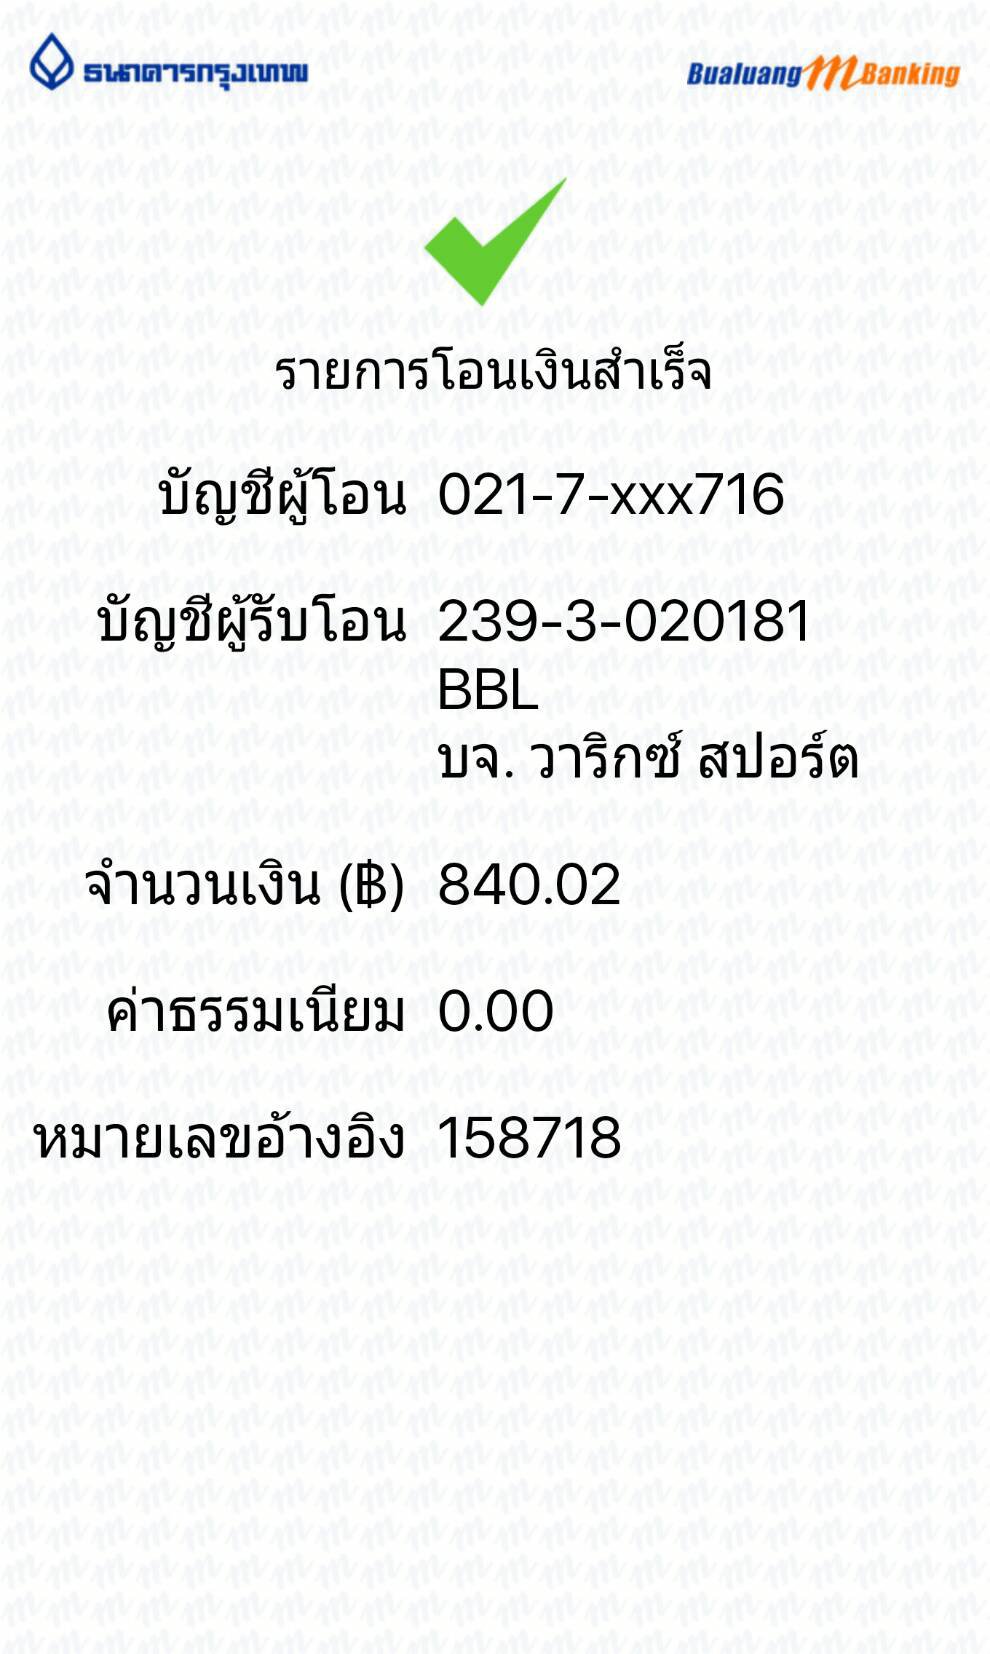 ธนาคารกรุงเทพ Bualuang mBanking
รายการโอนเงินสำเร็จ
บัญชีผู้โอน 021-7-xxx716
บัญชีผู้รับโอน 239-3-020181
BBL
บจ. วาริกซ์ สปอร์ต
จำนวนเงิน (฿) 840.02
ค่าธรรมเนียม 0.00
หมายเลขอ้างอิง 158718